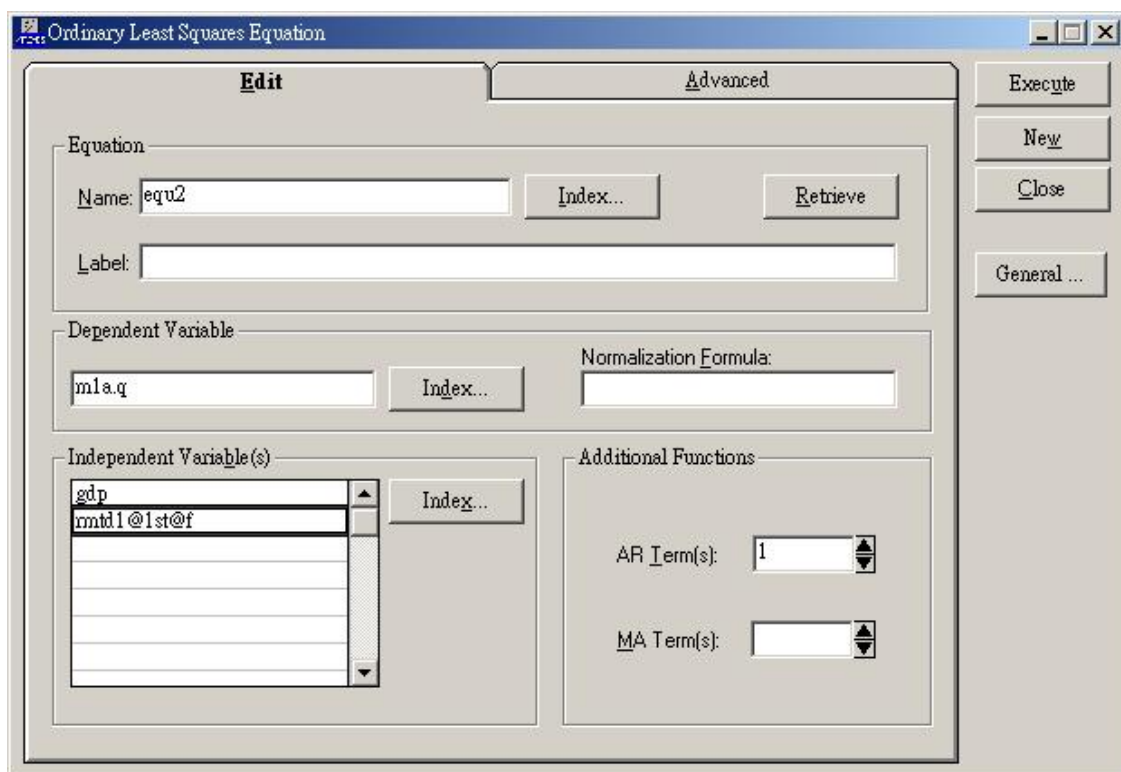 Ordinary Least Squares Equation
Edit
Advanced
Execute
New
Close
General ...
Equation
Name: equ2
Index...
Retrieve
Label:
Dependent Variable
m1a.q
Index...
Normalization Formula:
Independent Variable(s)
gdp
rmtd1@1st@f
Index...
Additional Functions
AR Term(s): 1
MA Term(s):